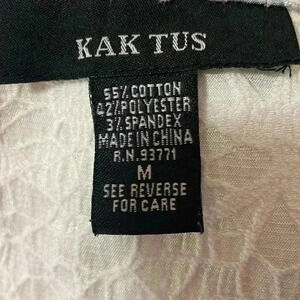 KAK TUS
55% COTTON
42% POLYESTER
3% SPANDEX
MADE IN CHINA
R.N. 93771
M
SEE REVERSE
FOR CARE